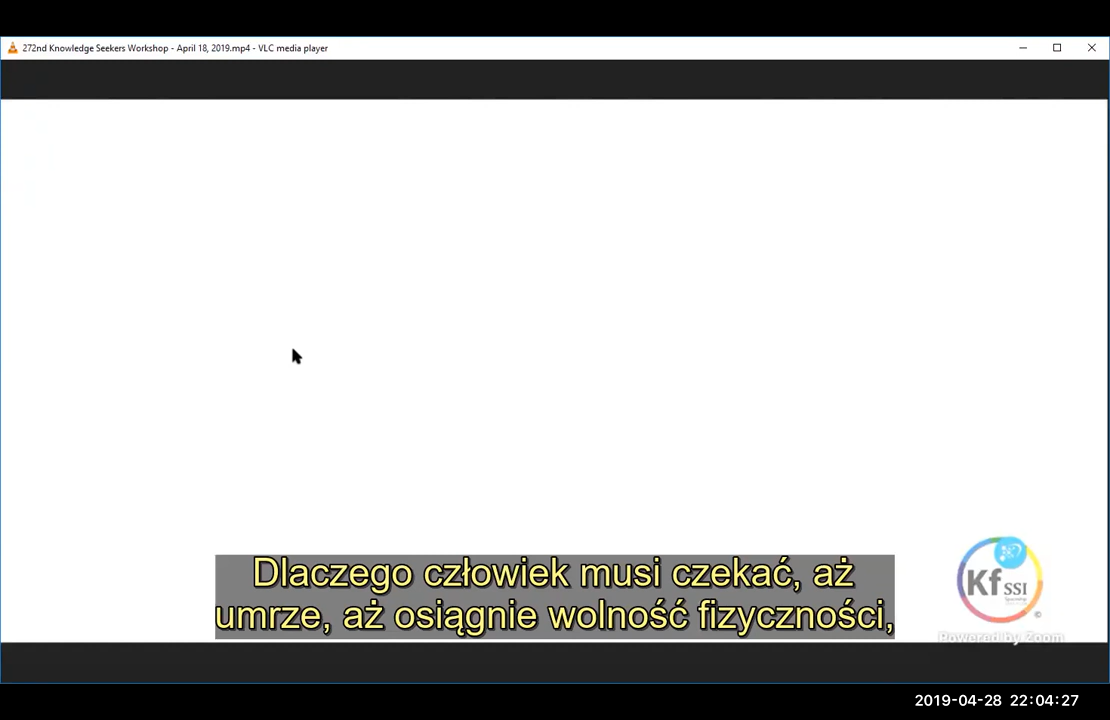 272nd Knowledge Seekers Workshop - April 18, 2019.mp4 - VLC media player
Dlaczego człowiek musi czekać, aż
umrze, aż osiągnie wolność fizyczności,
Kf SSI
©
Powered by Zoom
2019-04-28 22:04:27